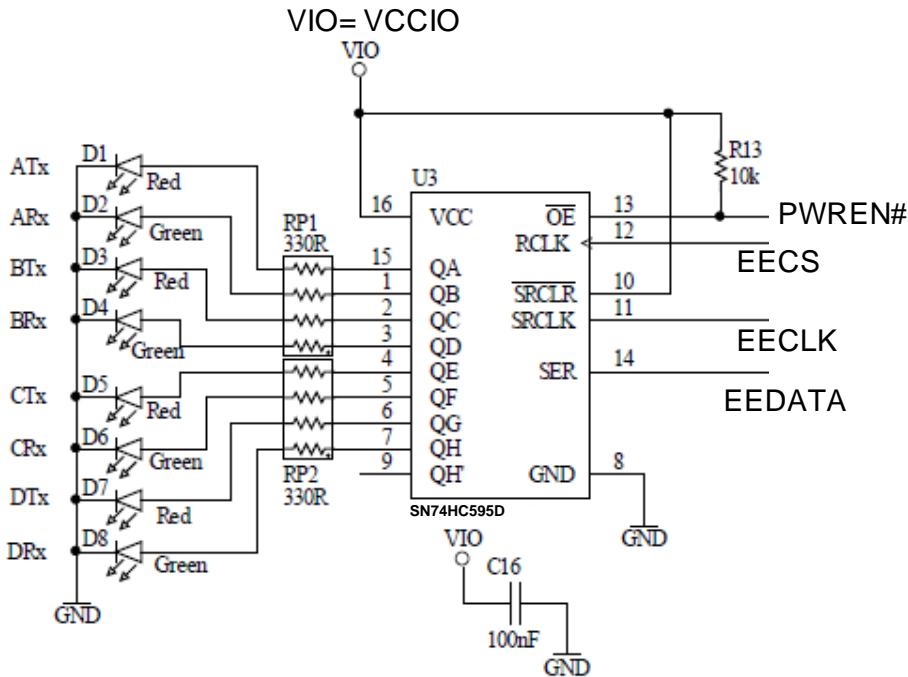 VIO= VCCIO
VIO
ATx D1 Red
ARx D2 Green
BTx D3 Red
BRx D4 Green
CTx D5 Red
CRx D6 Green
DTx D7 Red
DRx D8 Green
GND
RP1
330R
RP2
330R
U3
16 VCC OE 13 PWREN#
RCLK 12 EECS
15 QA
1 QB SRCLR 10
2 QC SRCLK 11 EECLK
3 QD
4 QE SER 14 EEDATA
5 QF
6 QG
7 QH
9 QH' GND 8
SN74HC595D
R13
10k
GND
VIO
C16
100nF
GND